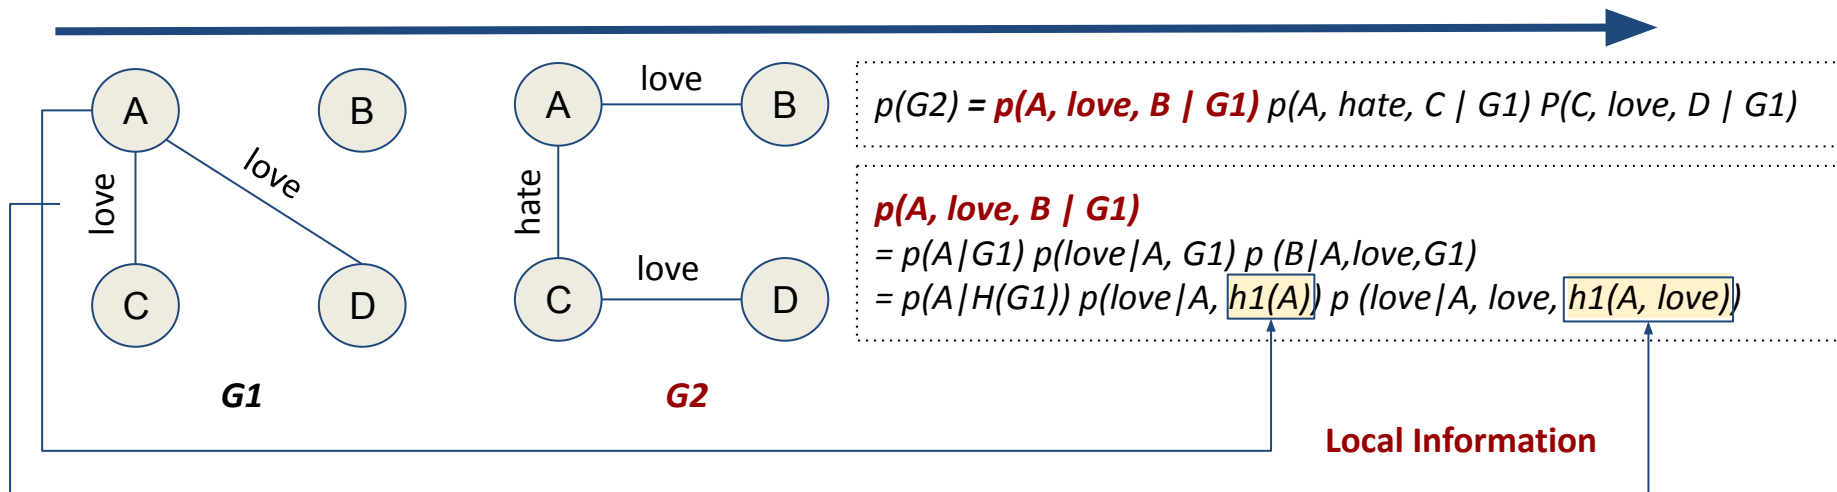 A
B
love
love
C
D
G1
A
love
B
hate
C
love
D
G2
p(G2) = p(A, love, B | G1) p(A, hate, C | G1) P(C, love, D | G1)
p(A, love, B | G1)
= p(A|G1) p(love|A, G1) p (B|A,love,G1)
= p(A|H(G1)) p(love|A, h1(A)) p (love|A, love, h1(A, love))
Local Information